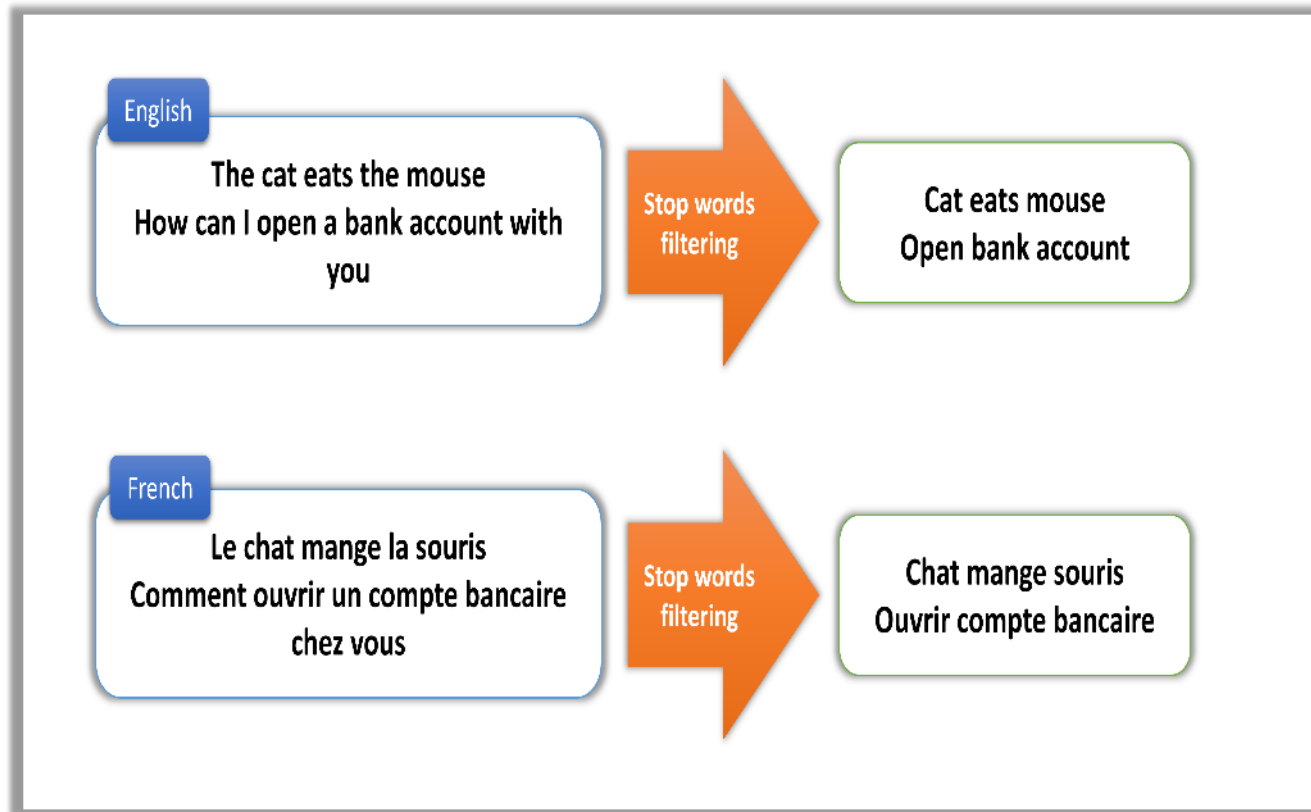 English
The cat eats the mouse
How can I open a bank account with
you
Stop words
filtering
Cat eats mouse
Open bank account
French
Le chat mange la souris
Comment ouvrir un compte bancaire
chez vous
Stop words
filtering
Chat mange souris
Ouvrir compte bancaire